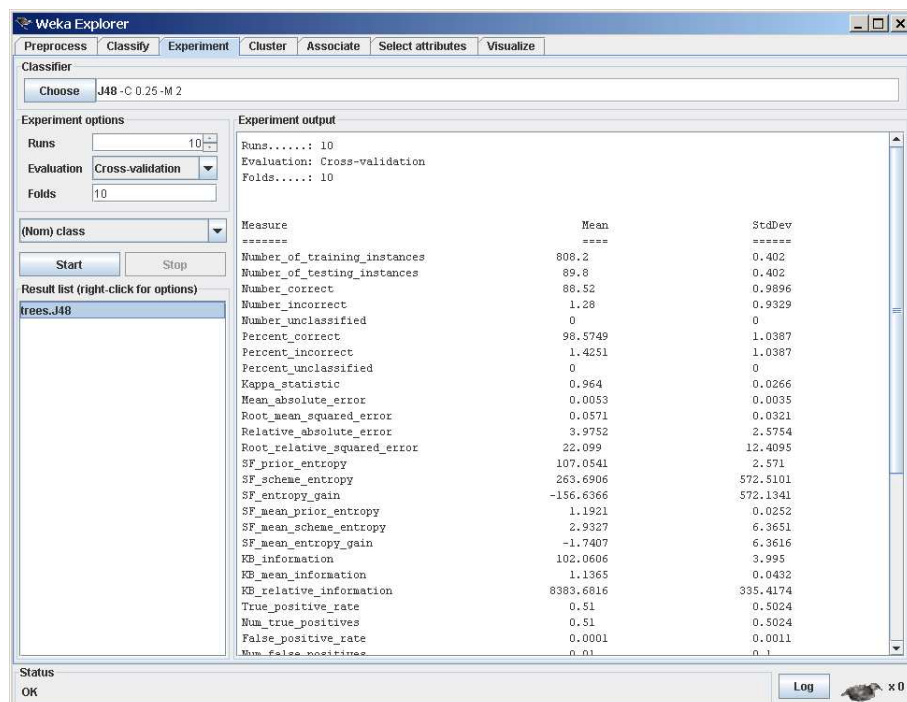 Weka Explorer
Preprocess Classify Experiment Cluster Associate Select attributes Visualize
Classifier
Choose J48 -C 0.25 -M 2
Experiment options
Runs 10
Evaluation Cross-validation
Folds 10
(Nom) class
Start Stop
Result list (right-click for options)
trees.J48
Experiment output
Runs......: 10
Evaluation: Cross-validation
Folds.....: 10
Measure Mean StdDev
======= ==== ======
Number_of_training_instances 808.2 0.402
Number_of_testing_instances 89.8 0.402
Number_correct 88.52 0.9896
Number_incorrect 1.28 0.9329
Number_unclassified 0 0
Percent_correct 98.5749 1.0387
Percent_incorrect 1.4251 1.0387
Percent_unclassified 0 0
Kappa_statistic 0.964 0.0266
Mean_absolute_error 0.0053 0.0035
Root_mean_squared_error 0.0571 0.0321
Relative_absolute_error 3.9752 2.5754
Root_relative_squared_error 22.099 12.4095
SF_prior_entropy 107.0541 2.571
SF_scheme_entropy 263.6906 572.5101
SF_entropy_gain -156.6366 572.1341
SF_mean_prior_entropy 1.1921 0.0252
SF_mean_scheme_entropy 2.9327 6.3651
SF_mean_entropy_gain -1.7407 6.3616
KB_information 102.0606 3.995
KB_mean_information 1.1365 0.0432
KB_relative_information 8383.6816 335.4174
True_positive_rate 0.51 0.5024
Num_true_positives 0.51 0.5024
False_positive_rate 0.0001 0.0011
Num_false_positives 0.01 0.1
Status
OK
Log x 0